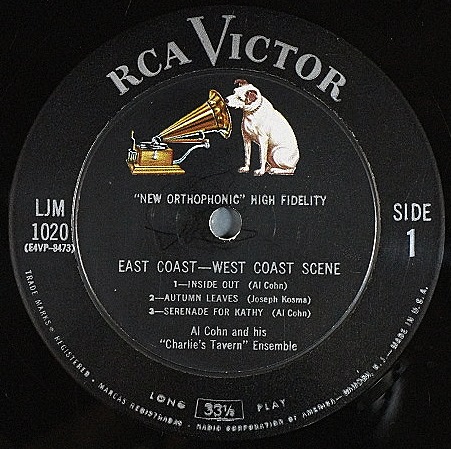 RCA VICTOR
"NEW ORTHOPHONIC" HIGH FIDELITY
LJM
1020
(E4VP-8473)
SIDE
1
EAST COAST—WEST COAST SCENE
1—INSIDE OUT (Al Cohn)
2—AUTUMN LEAVES (Joseph Kosma)
3—SERENADE FOR KATHY (Al Cohn)
Al Cohn and his
"Charlie's Tavern" Ensemble
LONG 33⅓ PLAY
TRADE MARKS ® REGISTERED · MARCAS REGISTRADAS · RADIO CORPORATION OF AMERICA—CAMDEN, N.J.—MADE IN U.S.A.